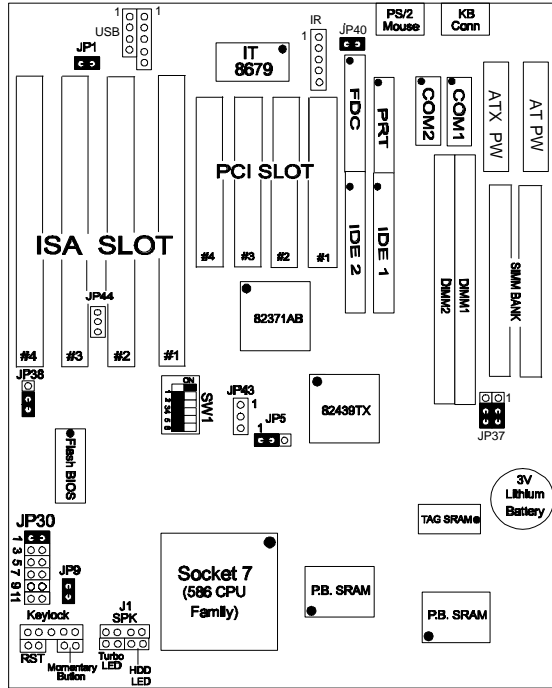 1
1
USB
JP1
IT
8679
IR
1
JP40
PS/2
Mouse
KB
Conn
FDC
PRT
COM2
COM1
ATX PW
AT PW
PCI SLOT
ISA SLOT
IDE 2
IDE 1
#4
#3
#2
#1
DIMM2
DIMM1
SIMM BANK
JP44
82371AB
#4
#3
#2
#1
JP38
ON
SW1
JP43
1
JP5
1
82439TX
1
JP37
Flash BIOS
3V
Lithium
Battery
TAG SRAM
JP30
1
3
5
7
9
11
JP9
Socket 7
(586 CPU
Family)
P.B. SRAM
P.B. SRAM
Keylock
J1
SPK
RST
Momentary
Button
Turbo
LED
HDD
LED